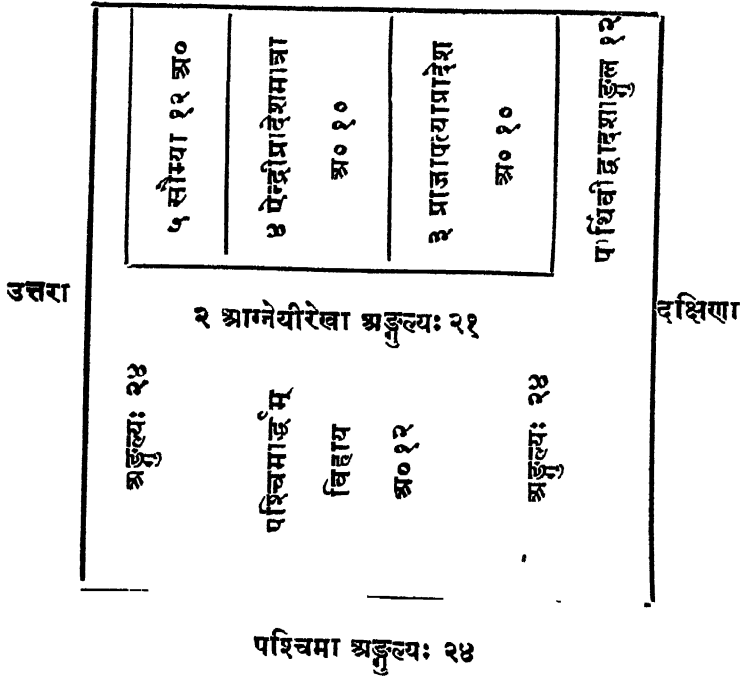 ५ सौम्या १२ अ०
४ ऐन्द्रीप्रादेशमात्रा
अ० १०
३ प्राजापत्याप्रादेश
अ० १०
पार्थिवीद्वादशाङ्गुल १२
उत्तरा
दक्षिणा
२ आग्नेयीरेखा अङ्गुल्यः २१
अङ्गुल्यः २४
पश्चिमार्द्धम्
विहाय
अ० १२
अङ्गुल्यः २४
पश्चिमा अङ्गुल्यः २४